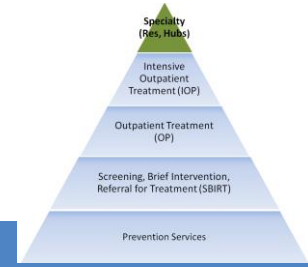 Specialty
(Res, Hubs)
Intensive
Outpatient
Treatment (IOP)
Outpatient Treatment
(OP)
Screening, Brief Intervention,
Referral for Treatment (SBIRT)
Prevention Services